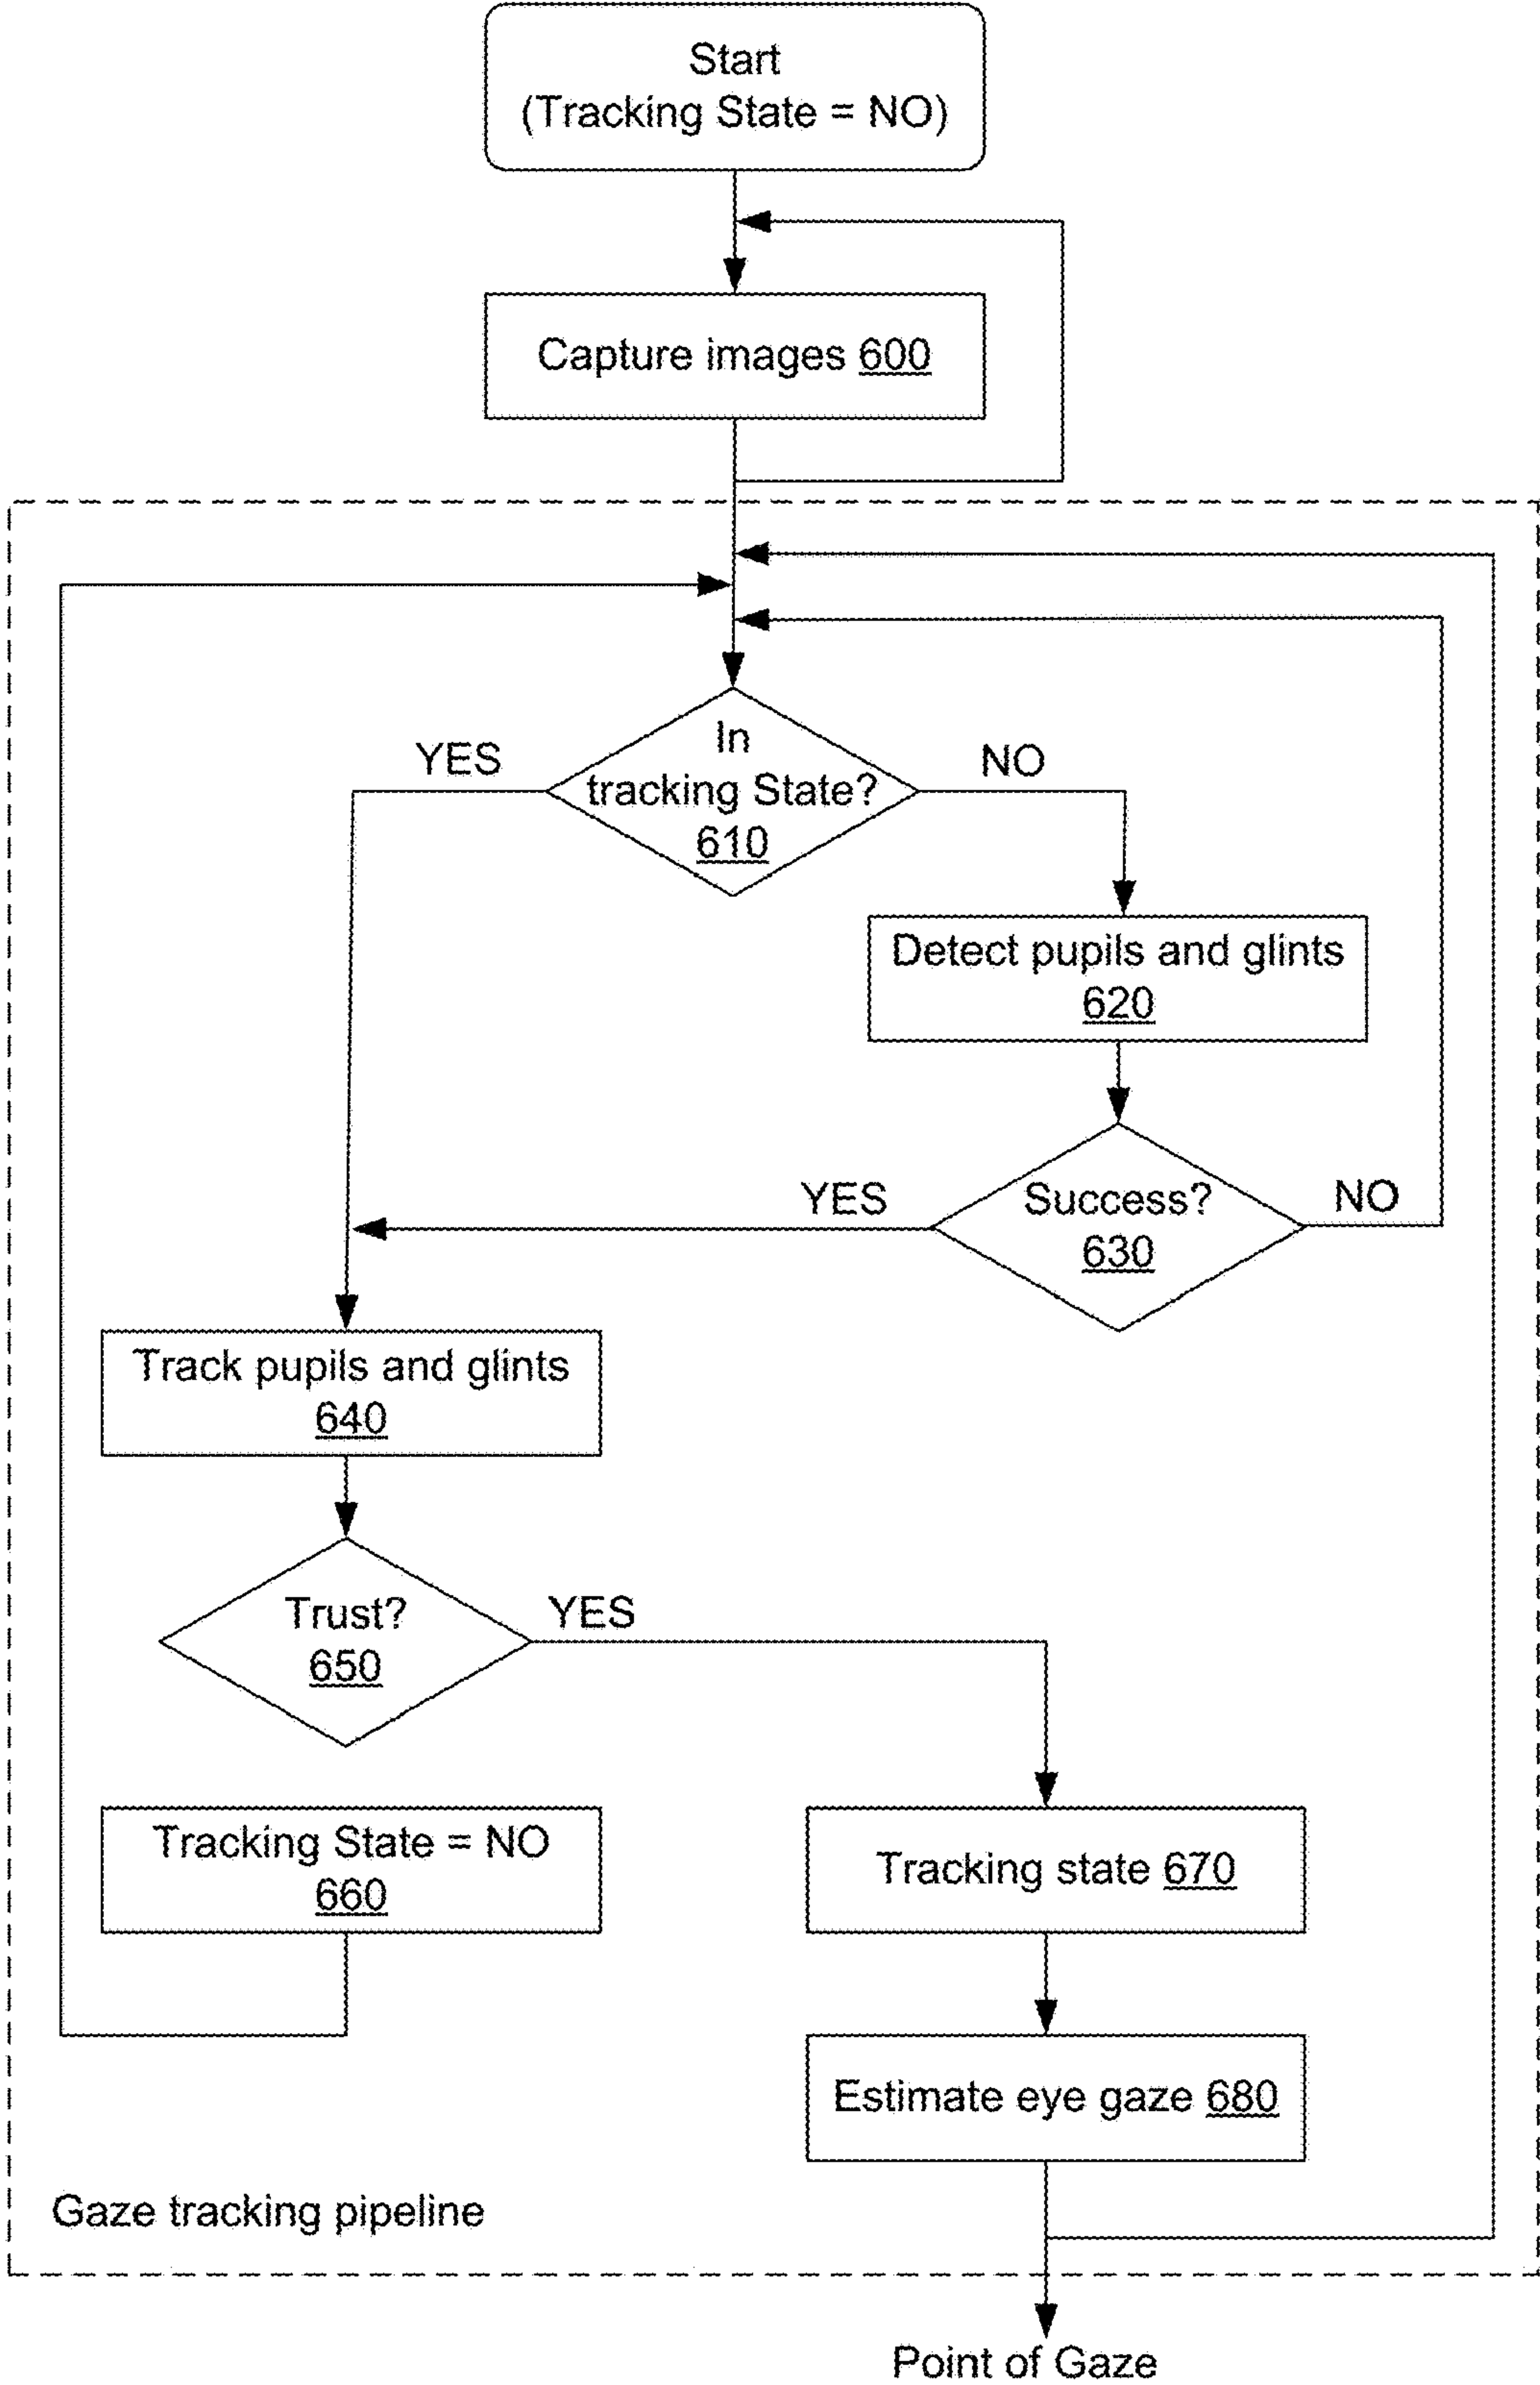 Start
(Tracking State = NO)
Capture images 600
In
tracking State?
610
YES
NO
Detect pupils and glints
620
Success?
630
YES
NO
Track pupils and glints
640
Trust?
650
YES
Tracking State = NO
660
Tracking state 670
Estimate eye gaze 680
Gaze tracking pipeline
Point of Gaze